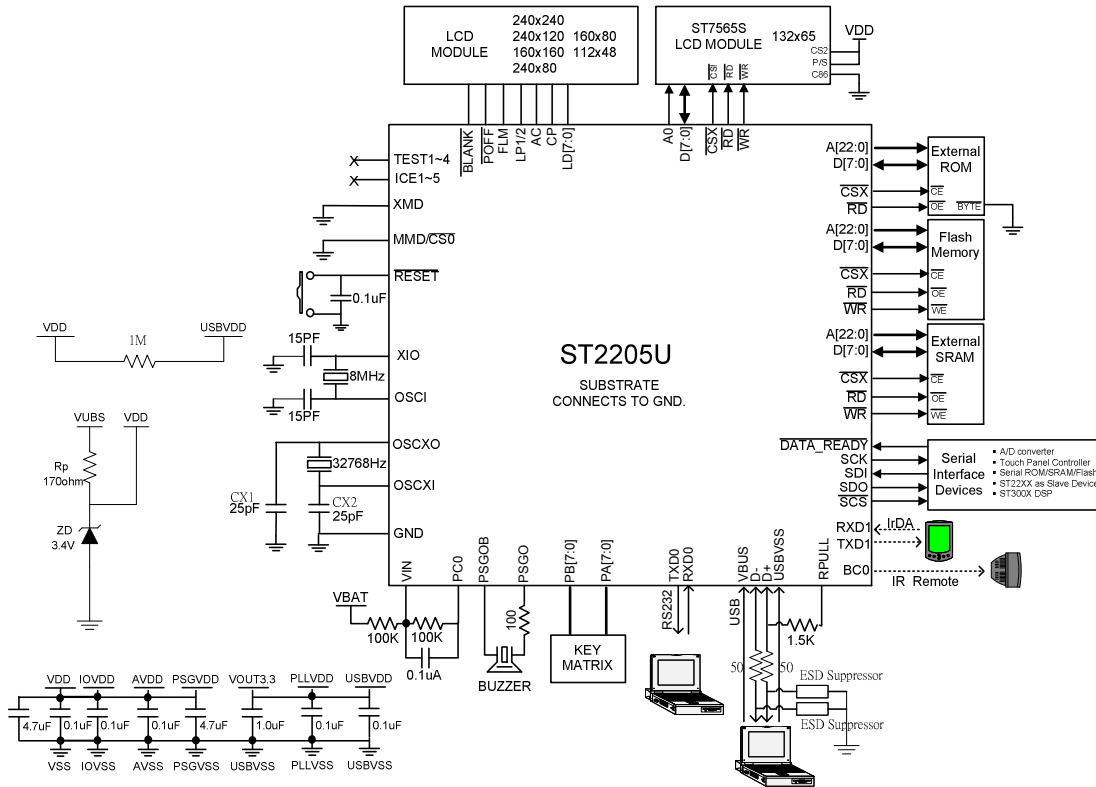 LCD
MODULE
240x240
240x120 160x80
160x160 112x48
240x80
ST7565S
LCD MODULE
132x65
CS2
P/S
C86
VDD
CSI
RD
WR
BLANK
POFF
FLM
LP1/2
AC
CP
LD[7:0]
A0
D[7:0]
CSX
RD
WR
TEST1~4
ICE1~5
XMD
MMD/CS0
RESET
0.1uF
15PF
XIO
8MHz
OSCI
15PF
OSCXO
32768Hz
OSCXI
CX1
25pF
CX2
25pF
GND
ST2205U
SUBSTRATE
CONNECTS TO GND.
A[22:0]
D[7:0]
CSX
RD
External
ROM
CE
OE
BYTE
A[22:0]
D[7:0]
CSX
RD
WR
Flash
Memory
CE
OE
WE
A[22:0]
D[7:0]
CSX
RD
WR
External
SRAM
CE
OE
WE
DATA_READY
SCK
SDI
SDO
SCS
Serial
Interface
Devices
▪ A/D converter
▪ Touch Panel Controller
▪ Serial ROM/SRAM/Flash
▪ ST22XX as Slave Device
▪ ST300X DSP
RXD1
TXD1
IrDA
BC0
IR Remote
VDD
1M
USBVDD
VUBS
VDD
Rp
170ohm
ZD
3.4V
VIN
PC0
PSGOB
PSGO
PB[7:0]
PA[7:0]
TXD0
RXD0
VBUS
D-
D+
USBVSS
RPULL
VBAT
100K
100K
0.1uA
100
BUZZER
KEY
MATRIX
RS232
USB
1.5K
50
50
ESD Suppressor
ESD Suppressor
VDD
IOVDD
AVDD
PSGVDD
VOUT3.3
PLLVDD
USBVDD
4.7uF
0.1uF
0.1uF
0.1uF
4.7uF
1.0uF
0.1uF
0.1uF
VSS
IOVSS
AVSS
PSGVSS
USBVSS
PLLVSS
USBVSS